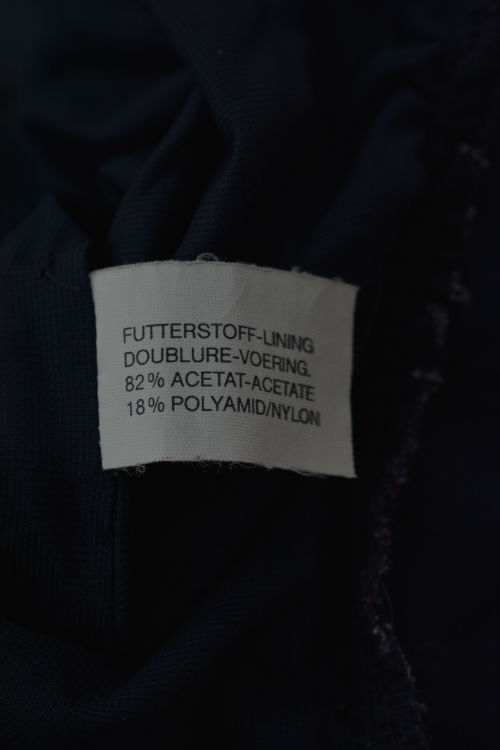 FUTTERSTOFF-LINING
DOUBLURE-VOERING.
82% ACETAT-ACETATE
18% POLYAMID/NYLON